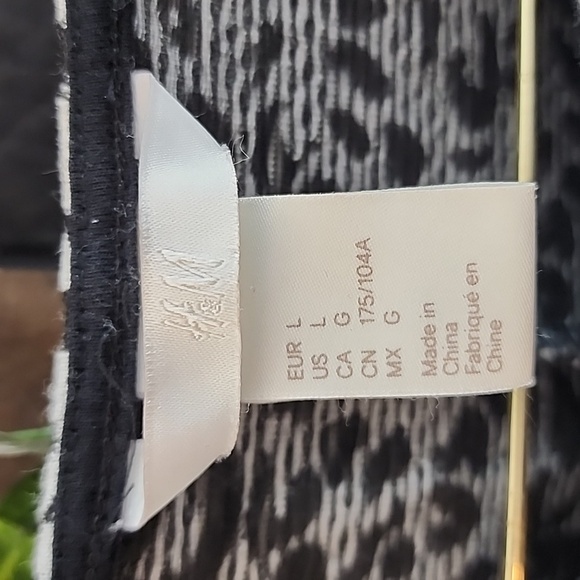 H&M
EUR L
US L
CA G
CN 175/104A
MX G
Made in
China
Fabriqué en
Chine